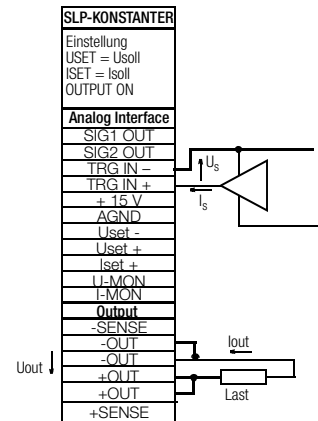 SLP-KONSTANTER
Einstellung
USET = Usoll
ISET = Isoll
OUTPUT ON
Analog Interface
SIG1 OUT
SIG2 OUT
TRG IN –
TRG IN +
+ 15 V
AGND
Uset -
Uset +
Iset +
U-MON
I-MON
Output
-SENSE
-OUT
-OUT
+OUT
+OUT
+SENSE
Us
Is
Uout
Iout
Last